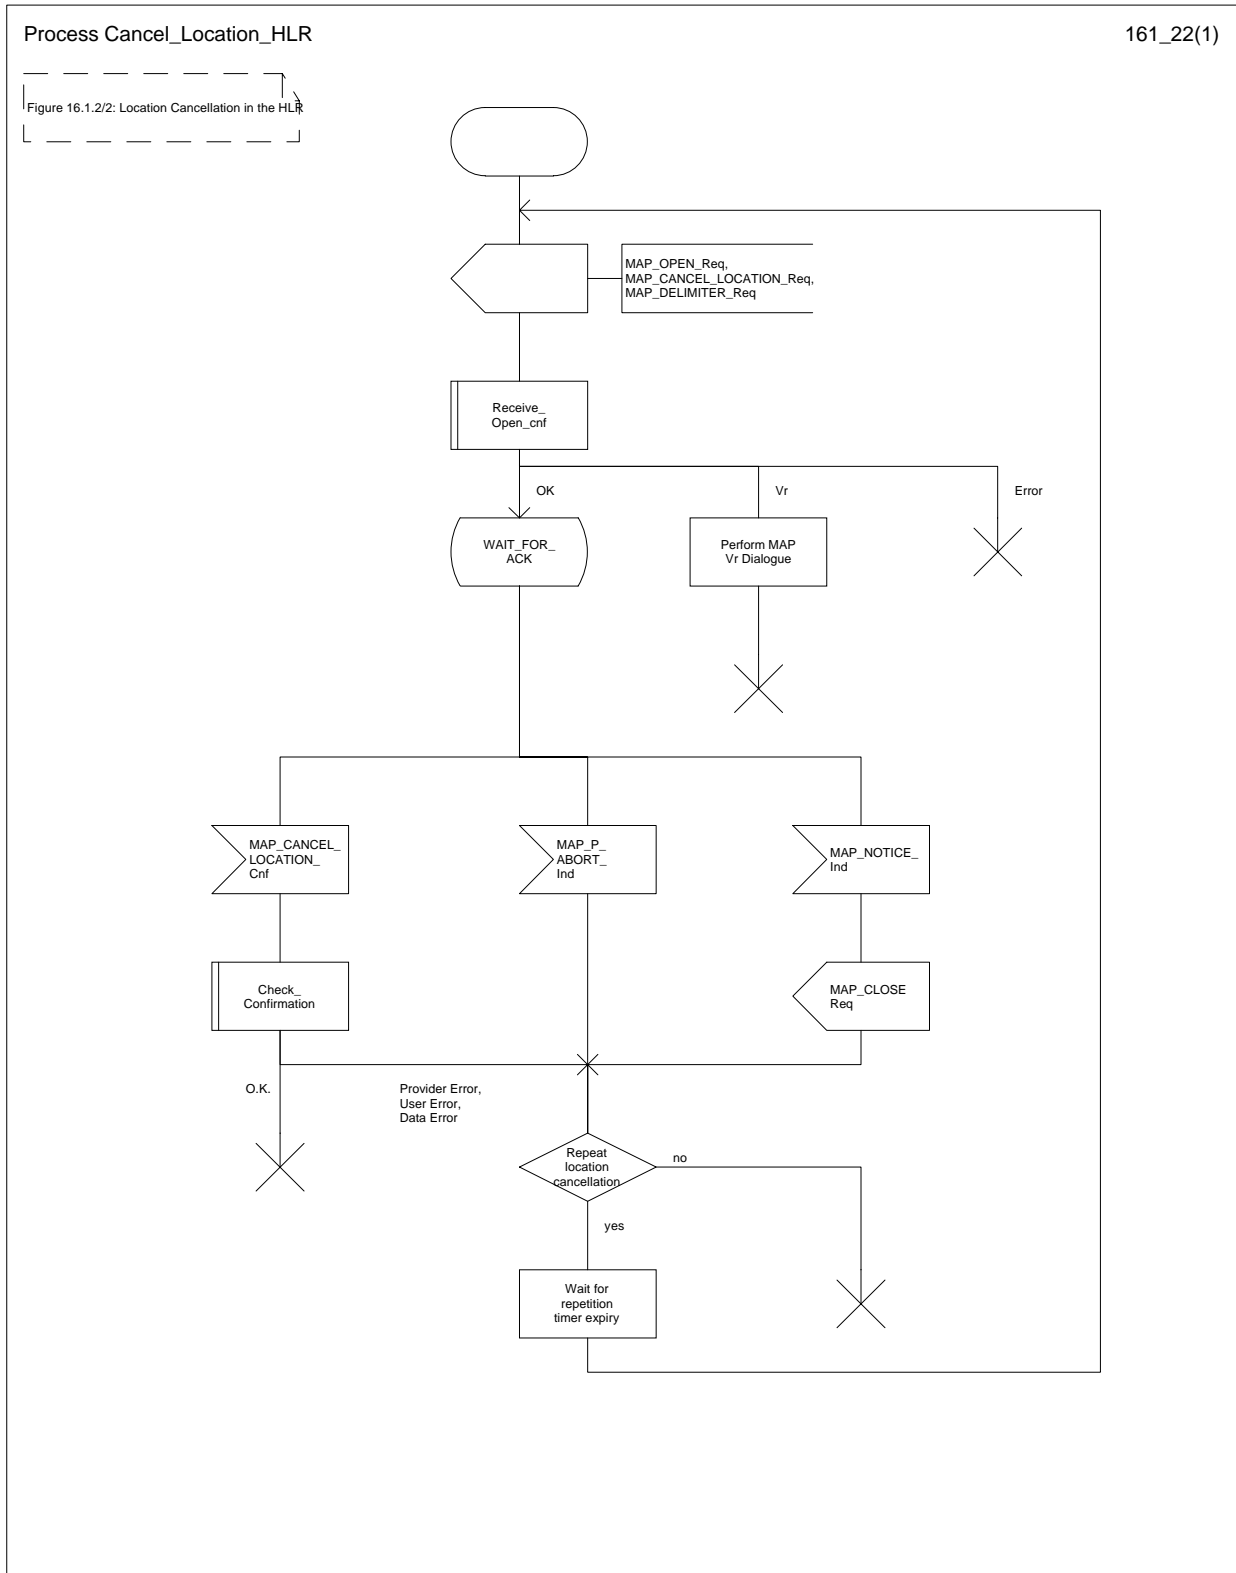 Process Cancel_Location_HLR
161_22(1)
Figure 16.1.2/2: Location Cancellation in the HLR
MAP_OPEN_Req,
MAP_CANCEL_LOCATION_Req,
MAP_DELIMITER_Req
Receive_
Open_cnf
OK
Vr
Error
WAIT_FOR_
ACK
Perform MAP
Vr Dialogue
MAP_CANCEL_
LOCATION_
Cnf
MAP_P_
ABORT_
Ind
MAP_NOTICE_
Ind
Check_
Confirmation
MAP_CLOSE
Req
O.K.
Provider Error,
User Error,
Data Error
Repeat
location
cancellation
no
yes
Wait for
repetition
timer expiry